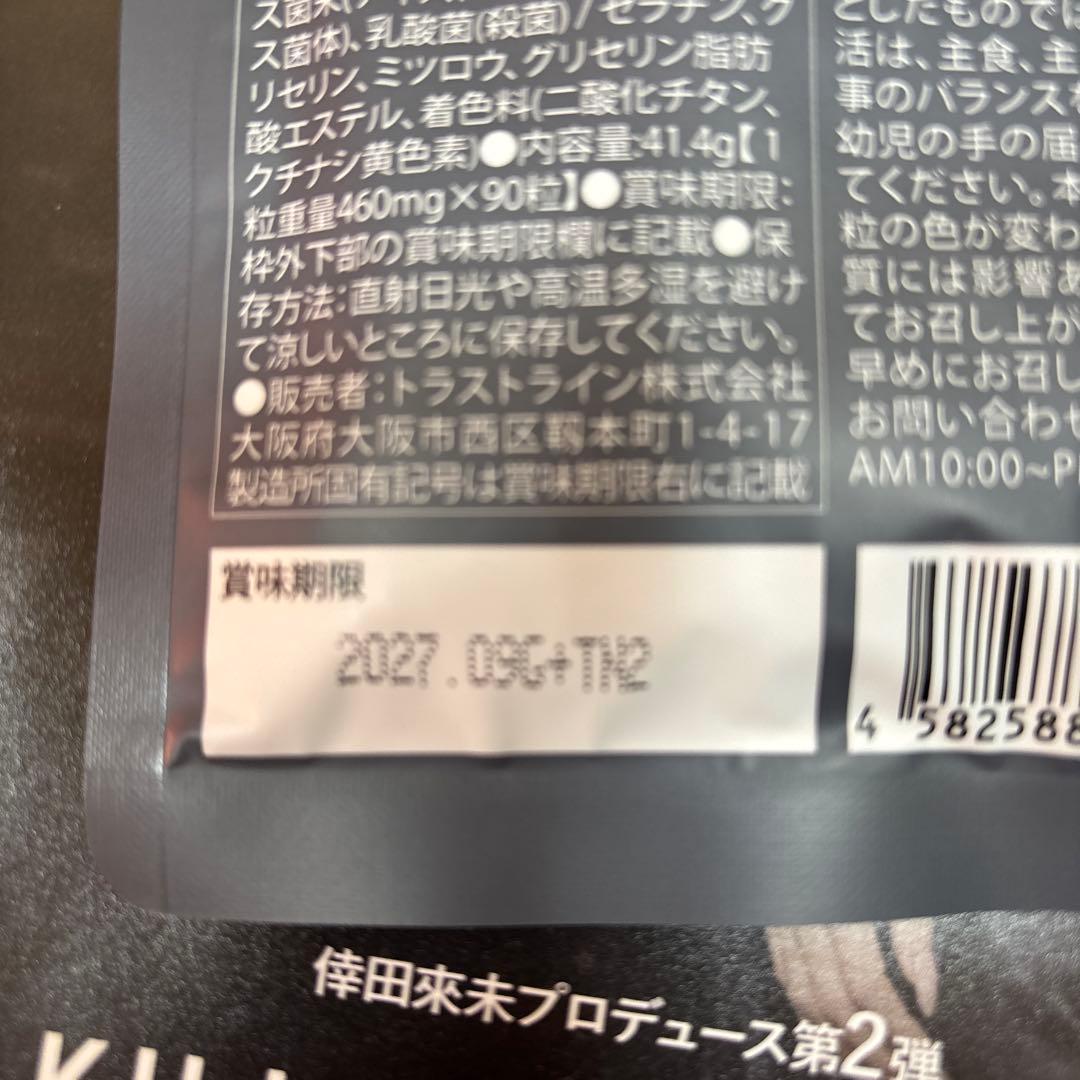 ス菌体)、乳酸菌(殺菌)/ゼラチン、グ
リセリン、ミツロウ、グリセリン脂肪
酸エステル、着色料(二酸化チタン、
クチナシ黄色素)●内容量:41.4g【1
粒重量460mg×90粒】●賞味期限:
枠外下部の賞味期限欄に記載●保
存方法:直射日光や高温多湿を避け
て涼しいところに保存してください。
●販売者:トラストライン株式会社
大阪府大阪市西区靱本町1-4-17
製造所固有記号は賞味期限右に記載
としたものでは
活は、主食、主
事のバランス
幼児の手の届
てください。本
粒の色が変わ
質には影響あ
てお召し上が
早めにお召し
お問い合わせ
AM10:00~P
賞味期限
2027.09G+TN2
4 582588
倖田來未プロデュース第2弾